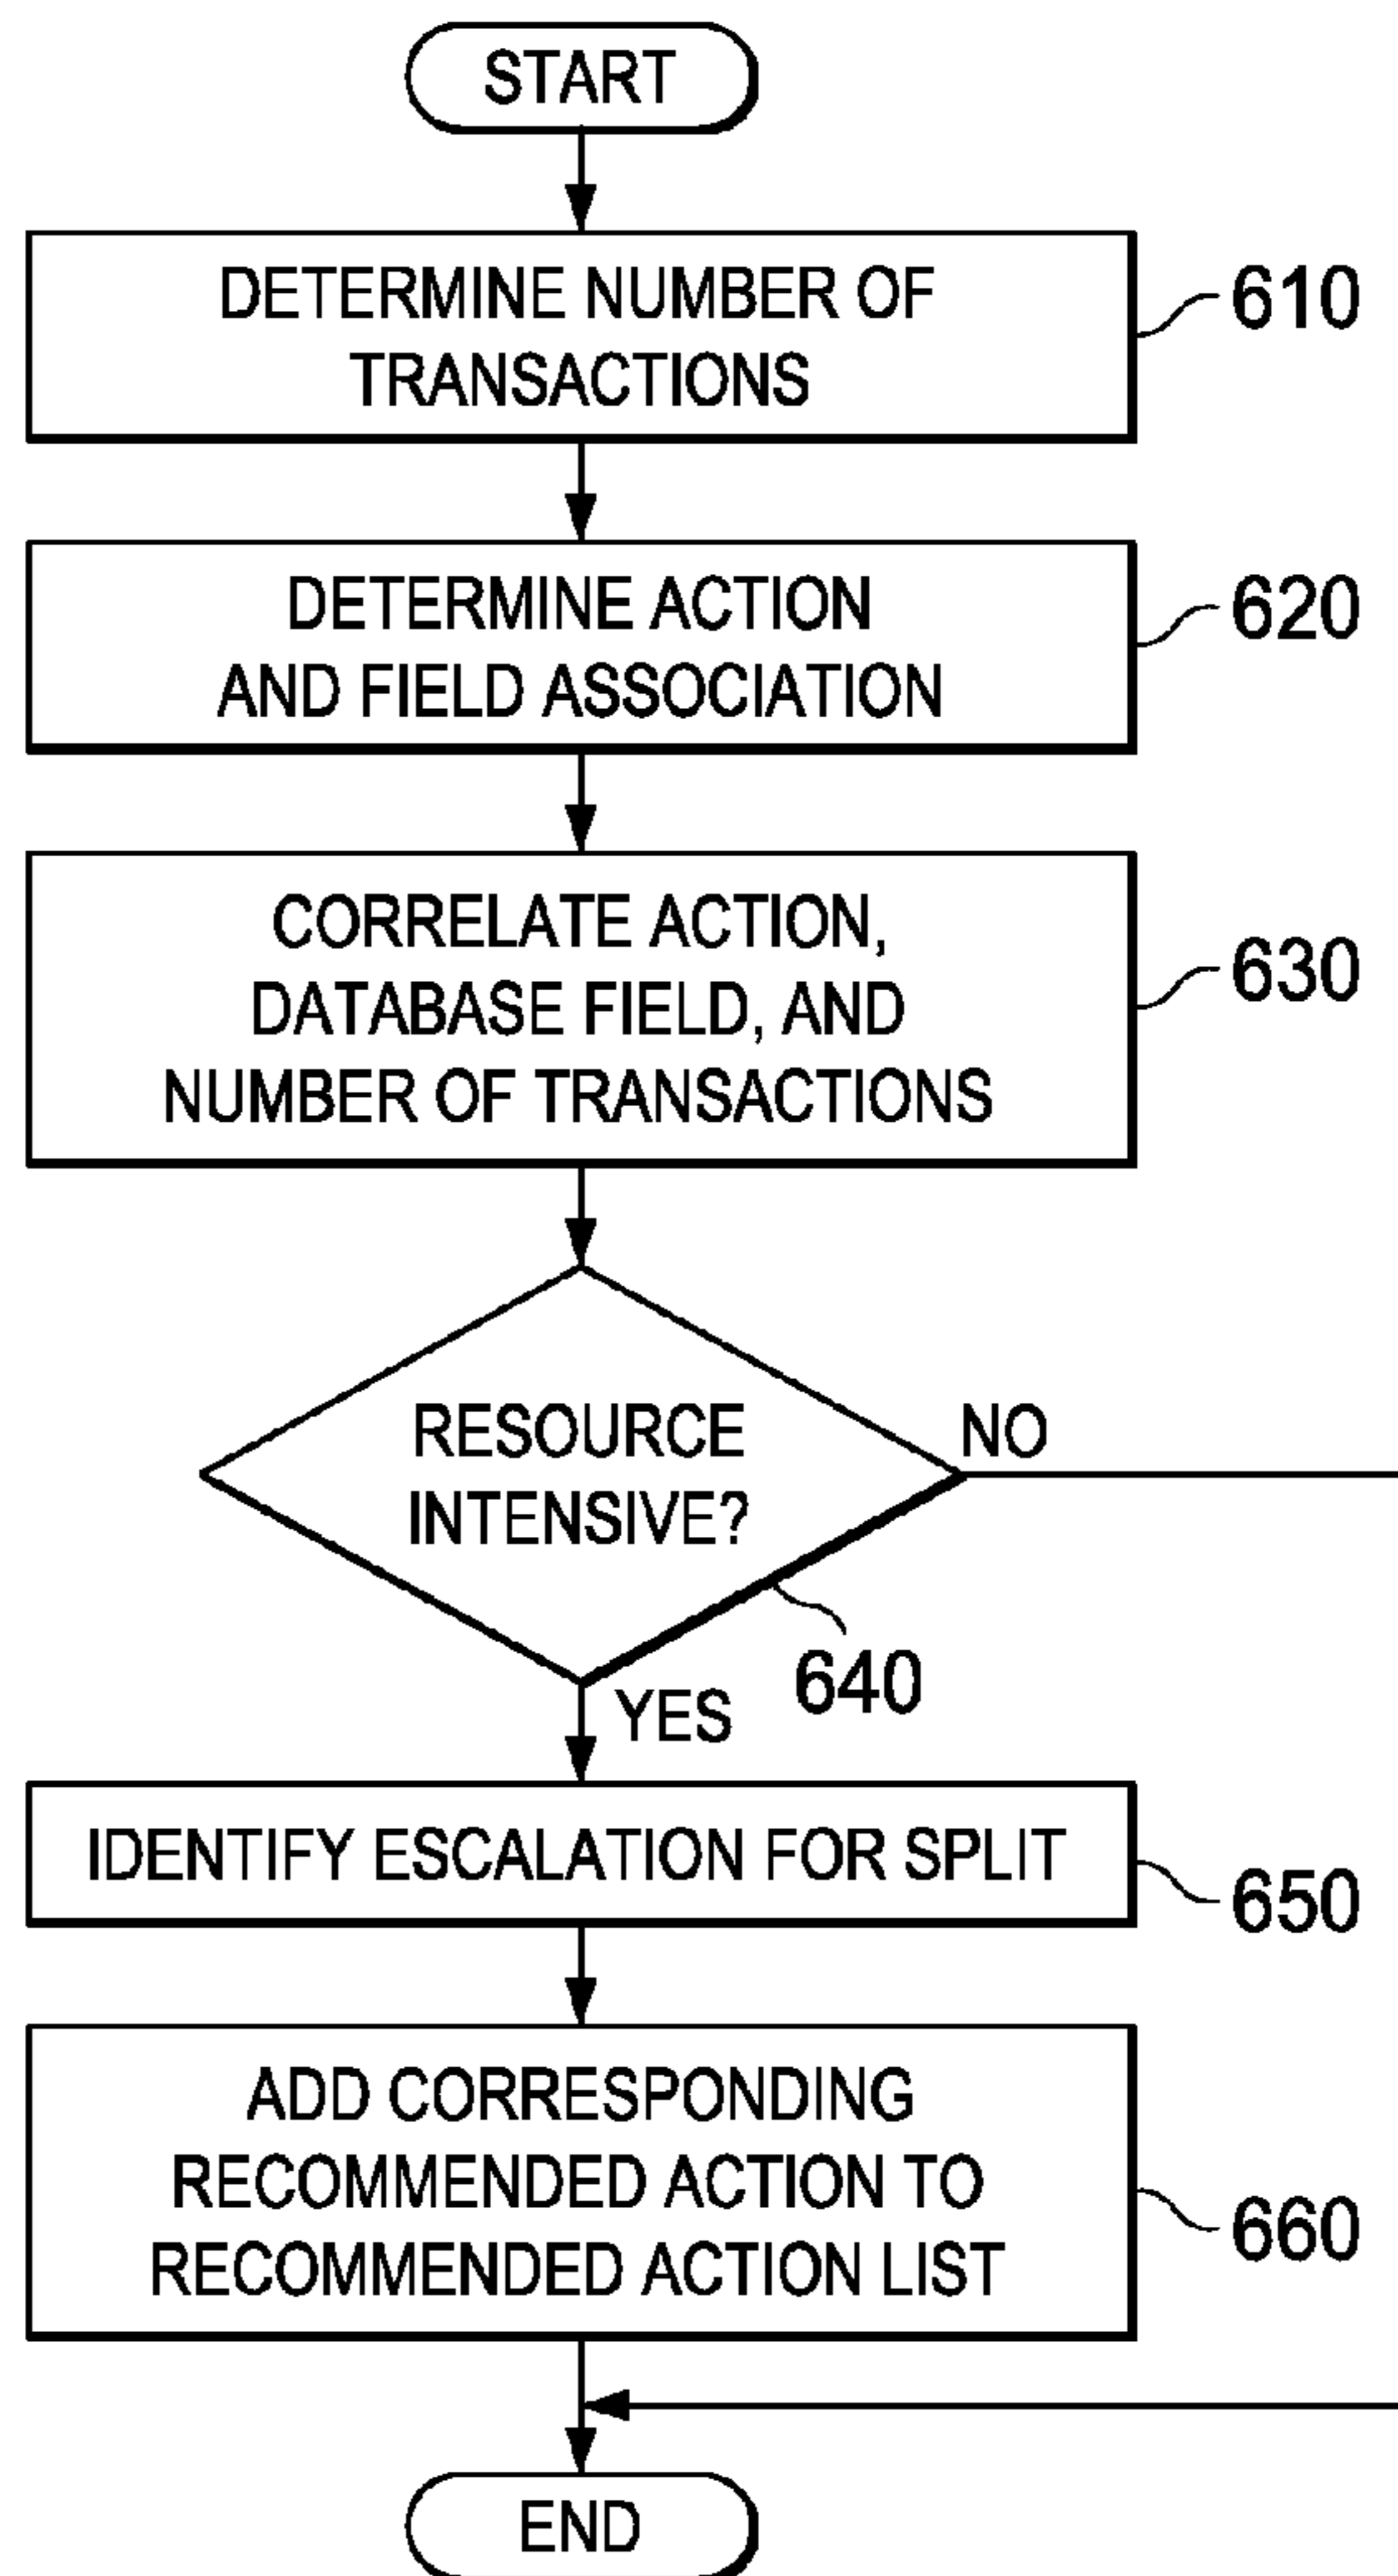 START
DETERMINE NUMBER OF
TRANSACTIONS
610
DETERMINE ACTION
AND FIELD ASSOCIATION
620
CORRELATE ACTION,
DATABASE FIELD, AND
NUMBER OF TRANSACTIONS
630
RESOURCE
INTENSIVE?
NO
640
YES
IDENTIFY ESCALATION FOR SPLIT
650
ADD CORRESPONDING
RECOMMENDED ACTION TO
RECOMMENDED ACTION LIST
660
END